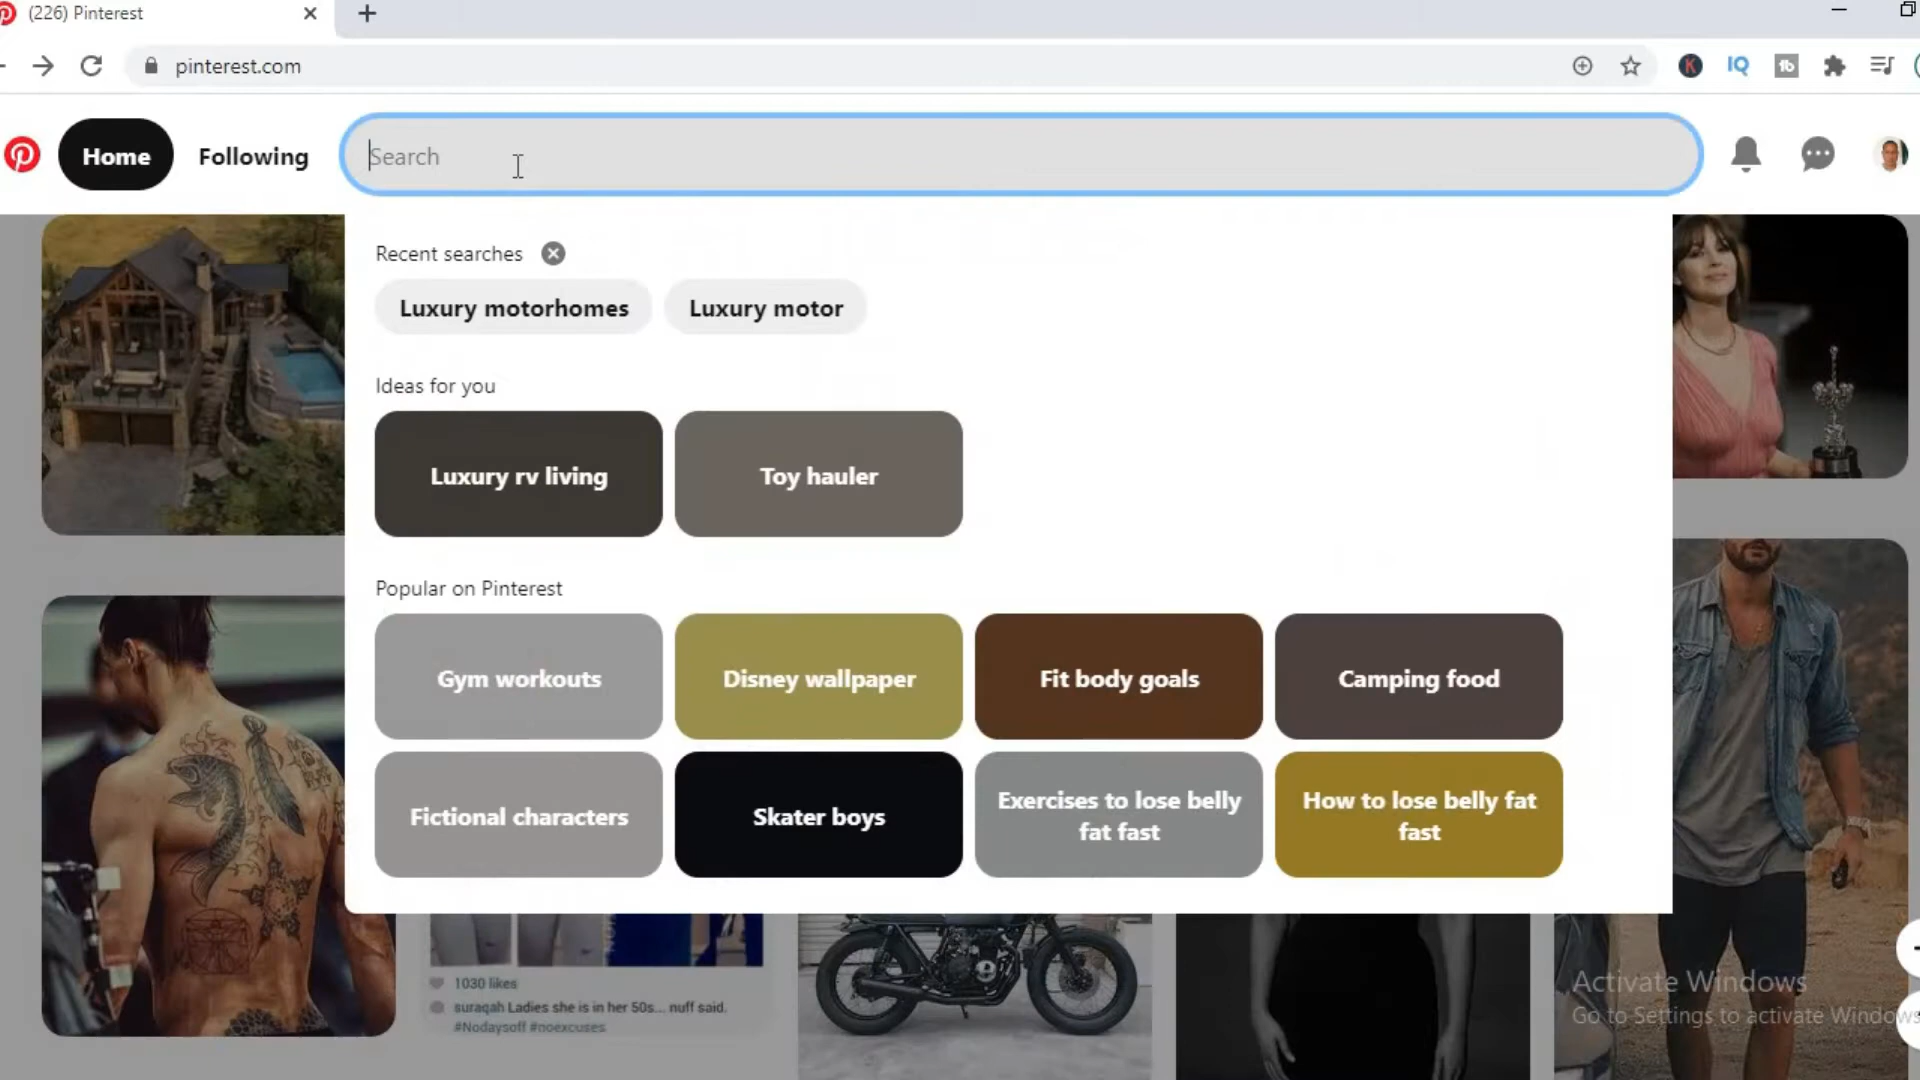 (226) Pinterest
pinterest.com
IQ
Home
Following
Search
Recent searches
Luxury motorhomes
Luxury motor
Ideas for you
Luxury rv living
Toy hauler
Popular on Pinterest
Gym workouts
Disney wallpaper
Fit body goals
Camping food
Fictional characters
Skater boys
Exercises to lose belly
fat fast
How to lose belly fat
fast
1030 likes
suraqah Ladies she is in her 50s... nuff said.
#Nodaysoff #noexcuses
Activate Windows
Go to Settings to activate Windows